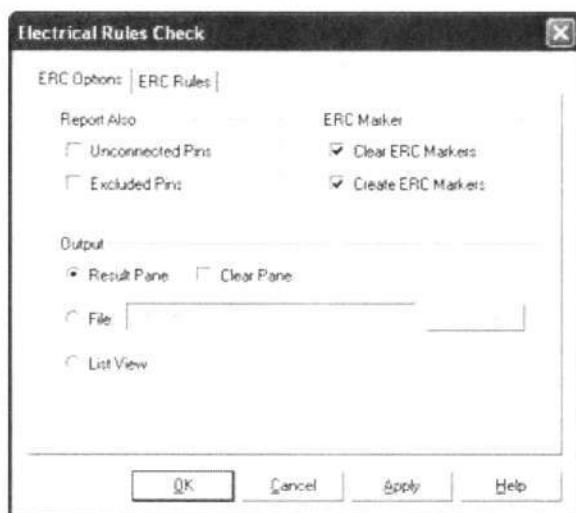 Electrical Rules Check
ERC Options ERC Rules
Report Also
Unconnected Pins
Excluded Pins
ERC Marker
Clear ERC Markers
Create ERC Markers
Output
Result Pane Clear Pane
File
List View
OK Cancel Apply Help